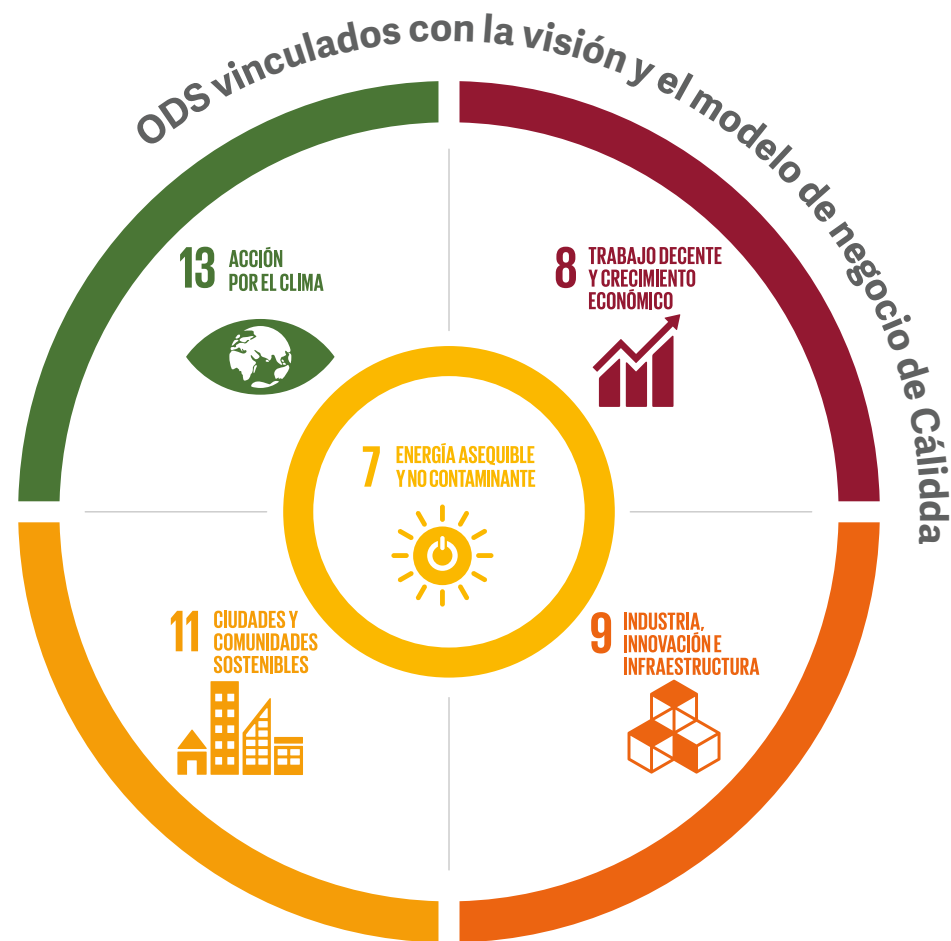 ODS vinculados con la visión y el modelo de negocio de Cálidda
13 ACCIÓN
POR EL CLIMA
8 TRABAJO DECENTE
Y CRECIMIENTO
ECONÓMICO
7 ENERGÍA ASEQUIBLE
Y NO CONTAMINANTE
11 CIUDADES Y
COMUNIDADES
SOSTENIBLES
9 INDUSTRIA,
INNOVACIÓN E
INFRAESTRUCTURA